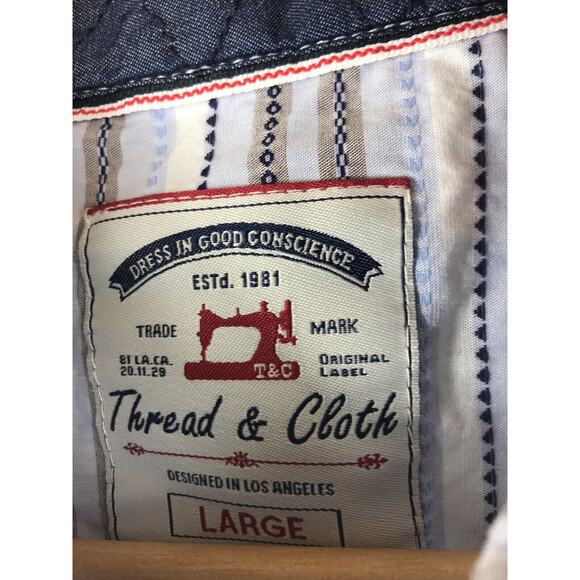 DRESS IN GOOD CONSCIENCE
ESTd. 1981
TRADE MARK
81 LA.CA. ORIGINAL
20.11.29 LABEL
T&C
Thread & Cloth
DESIGNED IN LOS ANGELES
LARGE